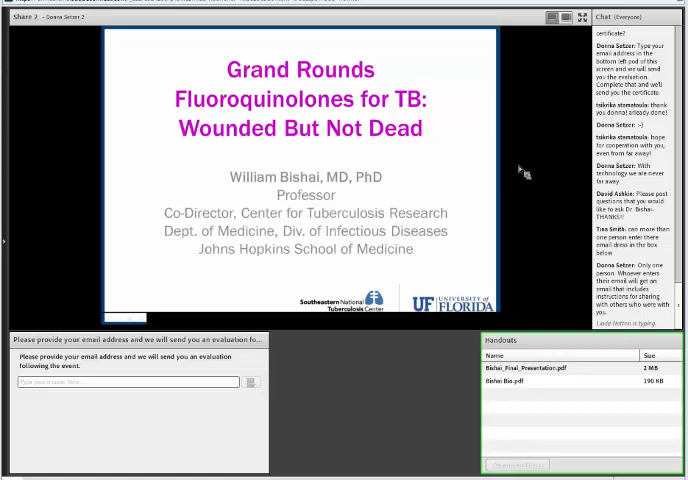 Share 2 - Donna Setzer 2
Grand Rounds
Fluoroquinolones for TB:
Wounded But Not Dead
William Bishai, MD, PhD
Professor
Co-Director, Center for Tuberculosis Research
Dept. of Medicine, Div. of Infectious Diseases
Johns Hopkins School of Medicine
Southeastern National
Tuberculosis Center
UF UNIVERSITY of
FLORIDA
Chat (Everyone)
certificate?
Donna Setzer: Type your
email address in the
bottom left pod of this
screen and we will send
you the evaluation.
Complete that and we'll
send you the certificate.
tsikrika stamatoula: thank
you donna! arleady done!
Donna Setzer: :-)
tsikrika stamatoula: hope
for cooperation with you,
even from far away!
Donna Setzer: With
technology we are never
far away.
David Ashkin: Please post
questions that you would
like to ask Dr. Bishai-
THANKS!!!
Tina Smith: can more than
one person enter there
email dress in the box
below
Donna Setzer: Only one
person. Whoever enters
their email will get an
email that includes
instructions for sharing
with others who were with
you.
is typing.
Please provide your email address and we will send you an evaluation fo...
Please provide your email address and we will send you an evaluation
following the event.
Handouts
Name Size
Bishai_Final_Presentation.pdf 2 MB
Bishai Bio.pdf 190 KB